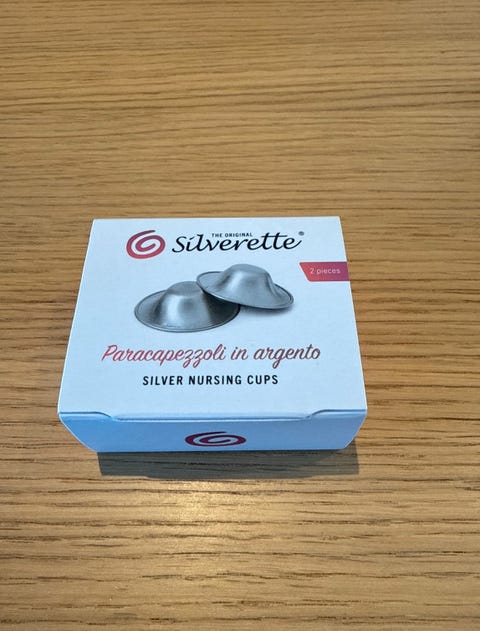 THE ORIGINAL
Silverette®
2 pieces
Paracapezzoli in argento
SILVER NURSING CUPS